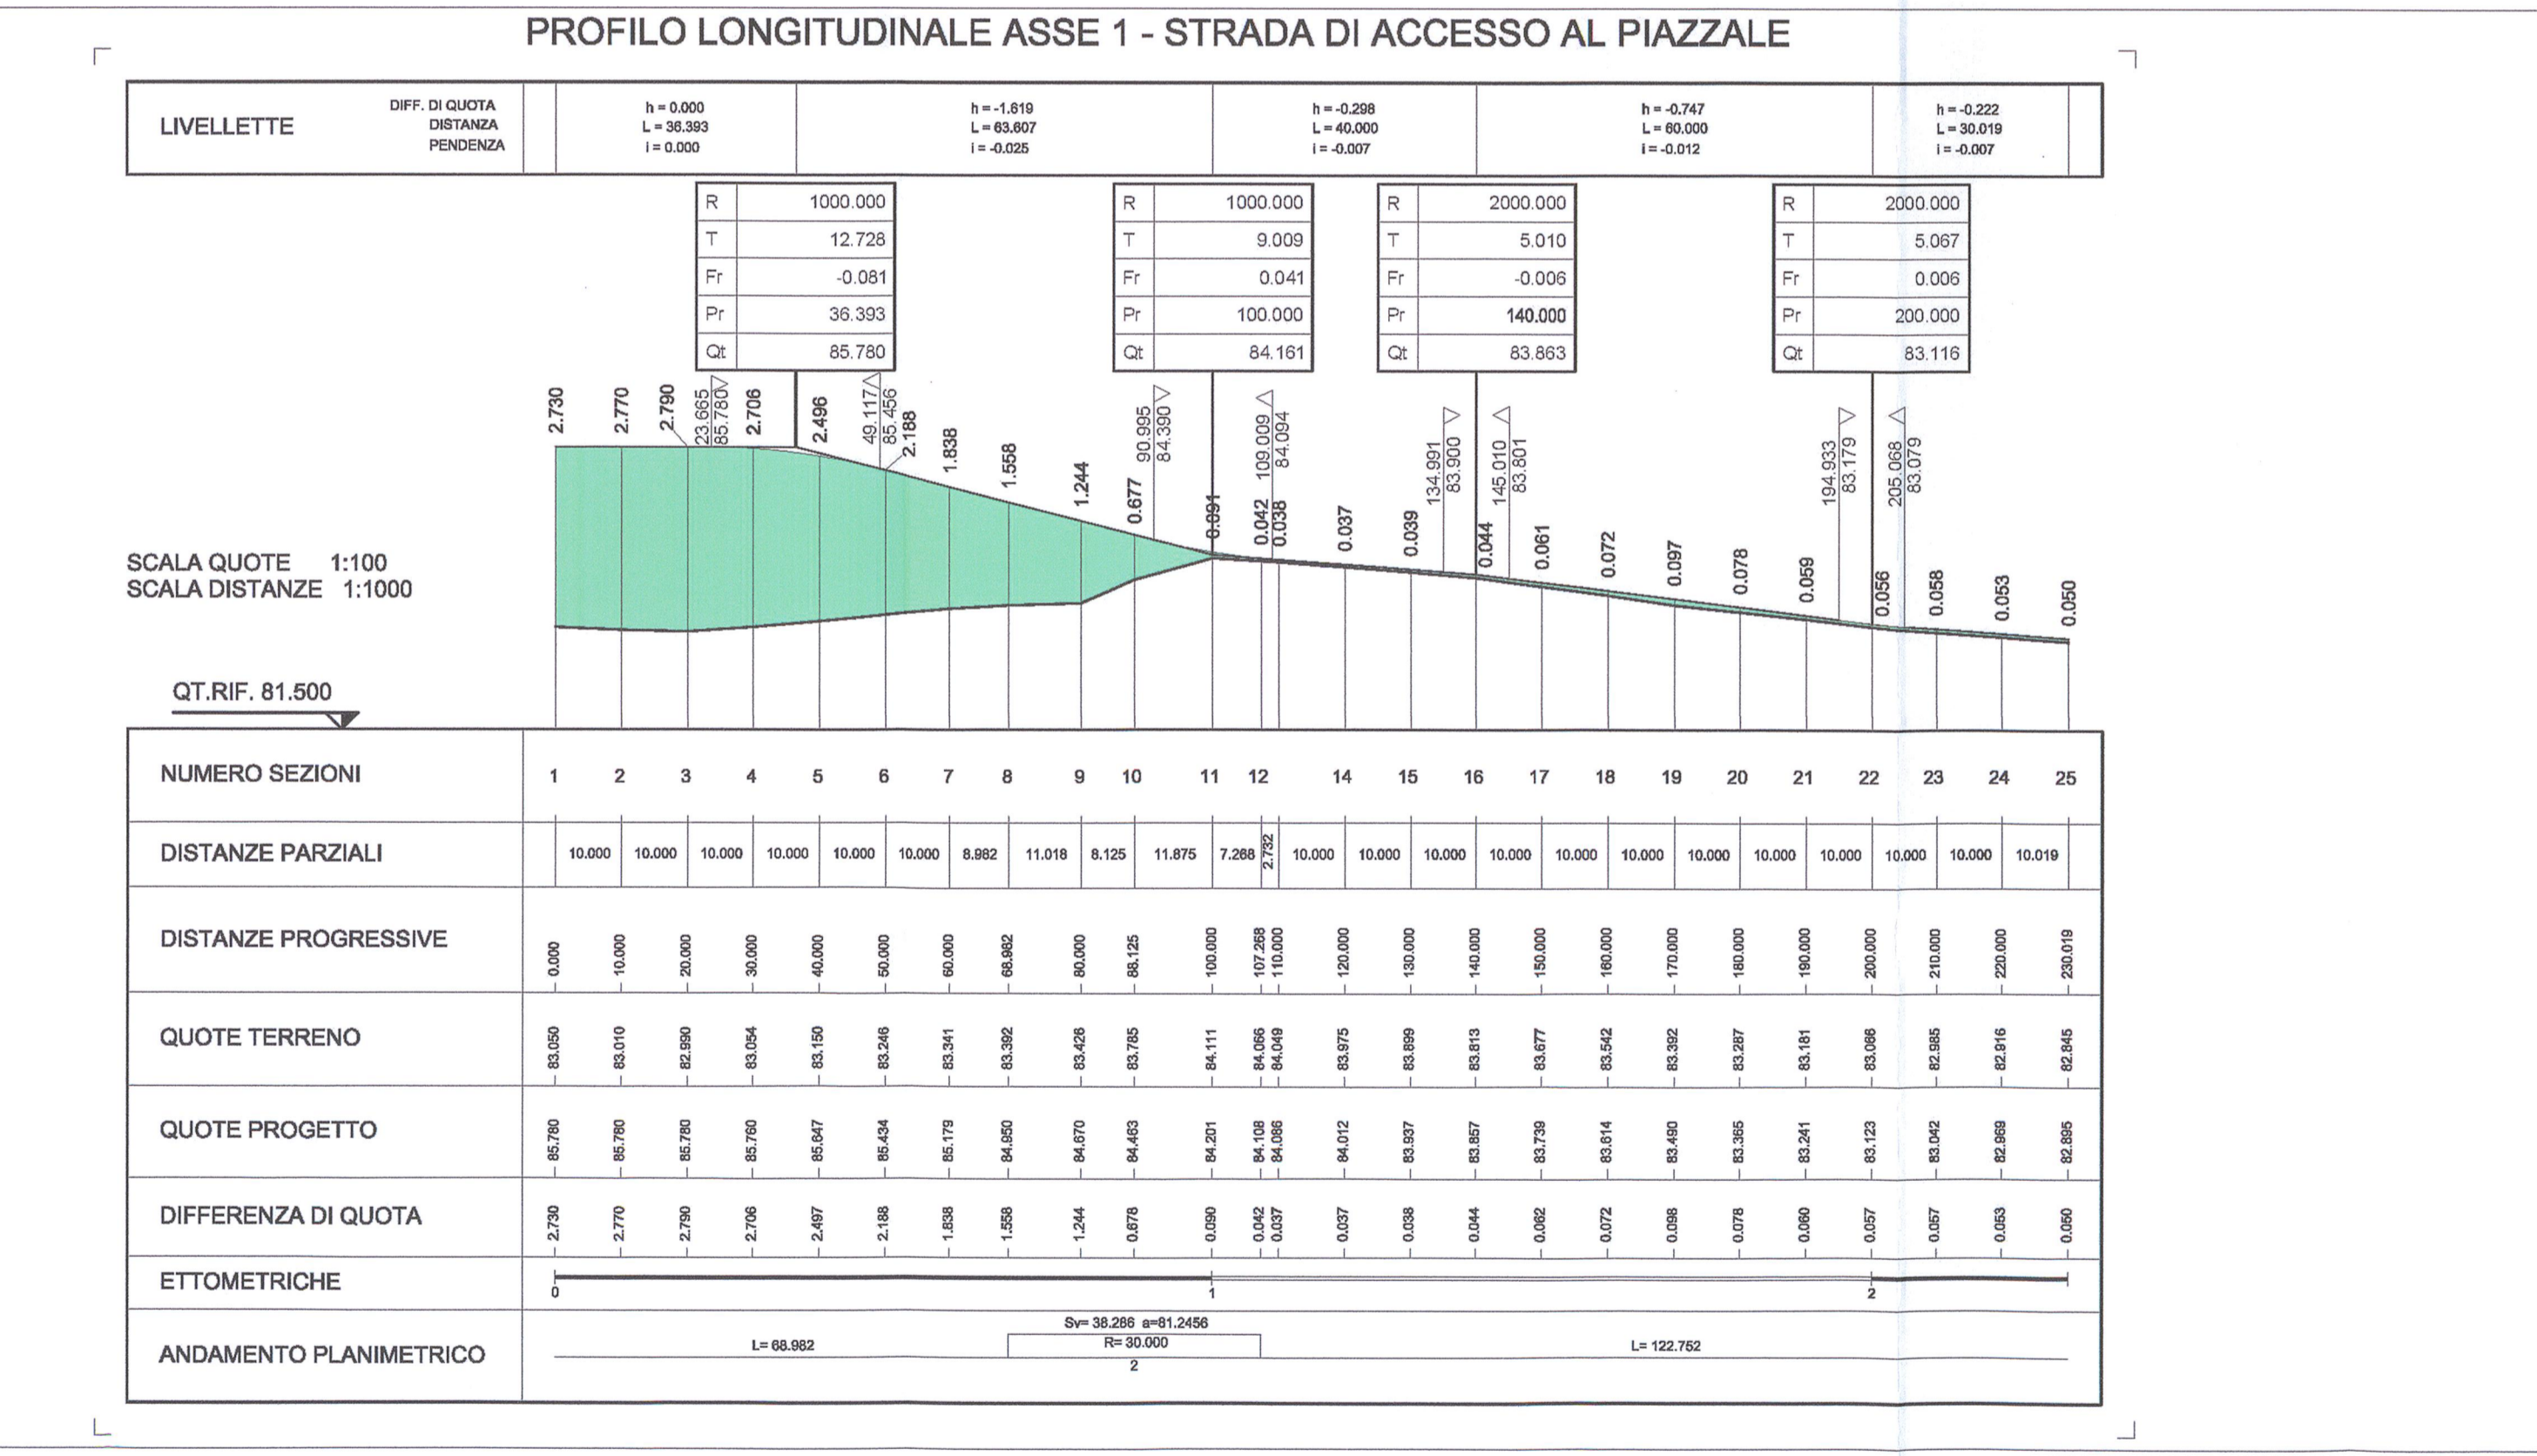 PROFILO LONGITUDINALE ASSE 1 - STRADA DI ACCESSO AL PIAZZALE
LIVELLETTE
DIFF. DI QUOTA
DISTANZA
PENDENZA
h = 0.000
L = 36.393
i = 0.000
h = -1.619
L = 63.607
i = -0.025
h = -0.298
L = 40.000
i = -0.007
h = -0.747
L = 60.000
i = -0.012
h = -0.222
L = 30.019
i = -0.007
R 1000.000
T 12.728
Fr -0.081
Pr 36.393
Qt 85.780
R 1000.000
T 9.009
Fr 0.041
Pr 100.000
Qt 84.161
R 2000.000
T 5.010
Fr -0.006
Pr 140.000
Qt 83.863
R 2000.000
T 5.067
Fr 0.006
Pr 200.000
Qt 83.116
2.730
2.770
2.790
23.665
85.780
2.706
2.496
49.117
85.456
2.188
1.838
1.558
1.244
0.677
90.995
84.390
0.091
0.042
109.009
84.094
0.038
0.037
0.039
134.991
83.900
0.044
145.010
83.801
0.061
0.072
0.097
0.078
0.059
194.933
83.179
0.056
205.068
83.079
0.058
0.053
0.050
SCALA QUOTE 1:100
SCALA DISTANZE 1:1000
QT.RIF. 81.500
NUMERO SEZIONI 1 2 3 4 5 6 7 8 9 10 11 12 14 15 16 17 18 19 20 21 22 23 24 25
DISTANZE PARZIALI 10.000 10.000 10.000 10.000 10.000 10.000 8.982 11.018 8.125 11.875 7.268 2.732 10.000 10.000 10.000 10.000 10.000 10.000 10.000 10.000 10.000 10.000 10.000 10.019
DISTANZE PROGRESSIVE 0.000 10.000 20.000 30.000 40.000 50.000 60.000 68.982 80.000 88.125 100.000 107.268 110.000 120.000 130.000 140.000 150.000 160.000 170.000 180.000 190.000 200.000 210.000 220.000 230.019
QUOTE TERRENO 83.050 83.010 82.990 83.054 83.150 83.246 83.341 83.392 83.426 83.785 84.111 84.066 84.049 83.975 83.899 83.813 83.677 83.542 83.392 83.287 83.181 83.066 82.985 82.916 82.845
QUOTE PROGETTO 85.780 85.780 85.780 85.760 85.647 85.434 85.179 84.950 84.670 84.463 84.201 84.108 84.086 84.012 83.937 83.857 83.739 83.614 83.490 83.365 83.241 83.123 83.042 82.969 82.895
DIFFERENZA DI QUOTA 2.730 2.770 2.790 2.706 2.497 2.188 1.838 1.558 1.244 0.678 0.090 0.042 0.037 0.037 0.038 0.044 0.062 0.072 0.098 0.078 0.060 0.057 0.057 0.053 0.050
ETTOMETRICHE 0 1 2
ANDAMENTO PLANIMETRICO
L= 68.982
Sv= 38.286 a=81.2456
R= 30.000
2
L= 122.752